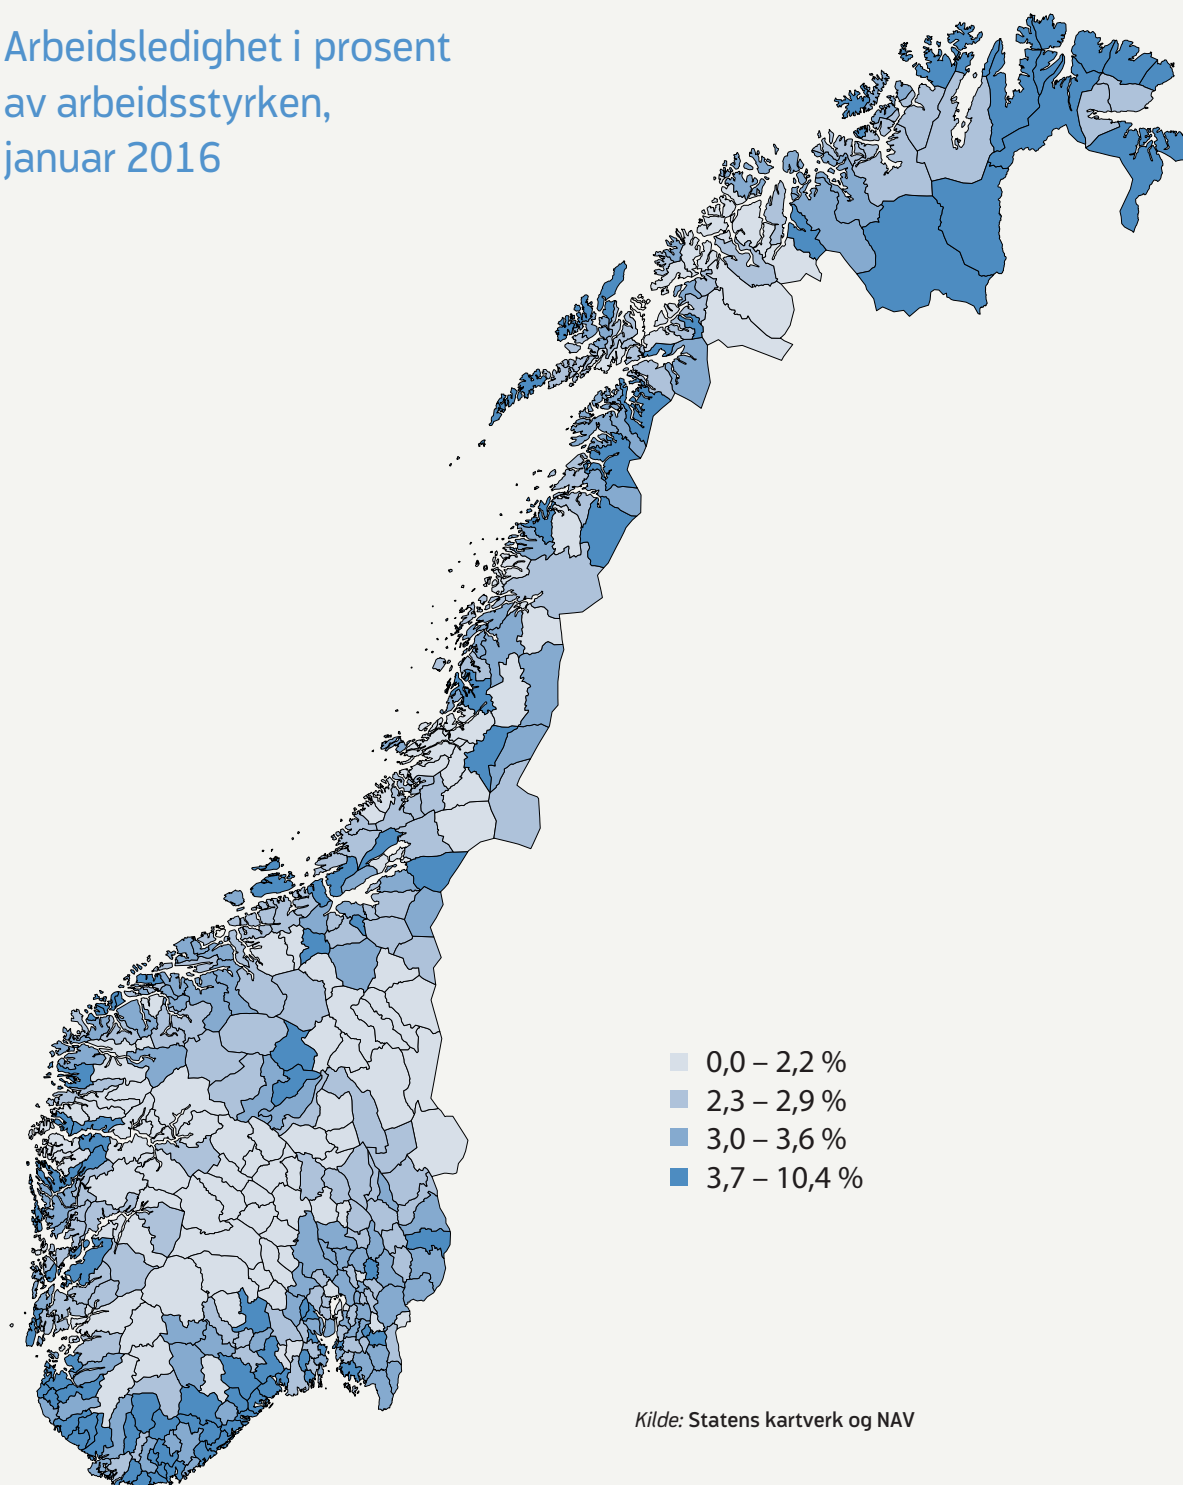 Arbeidsledighet i prosent
av arbeidsstyrken,
januar 2016
0,0 – 2,2 %
2,3 – 2,9 %
3,0 – 3,6 %
3,7 – 10,4 %
Kilde: Statens kartverk og NAV